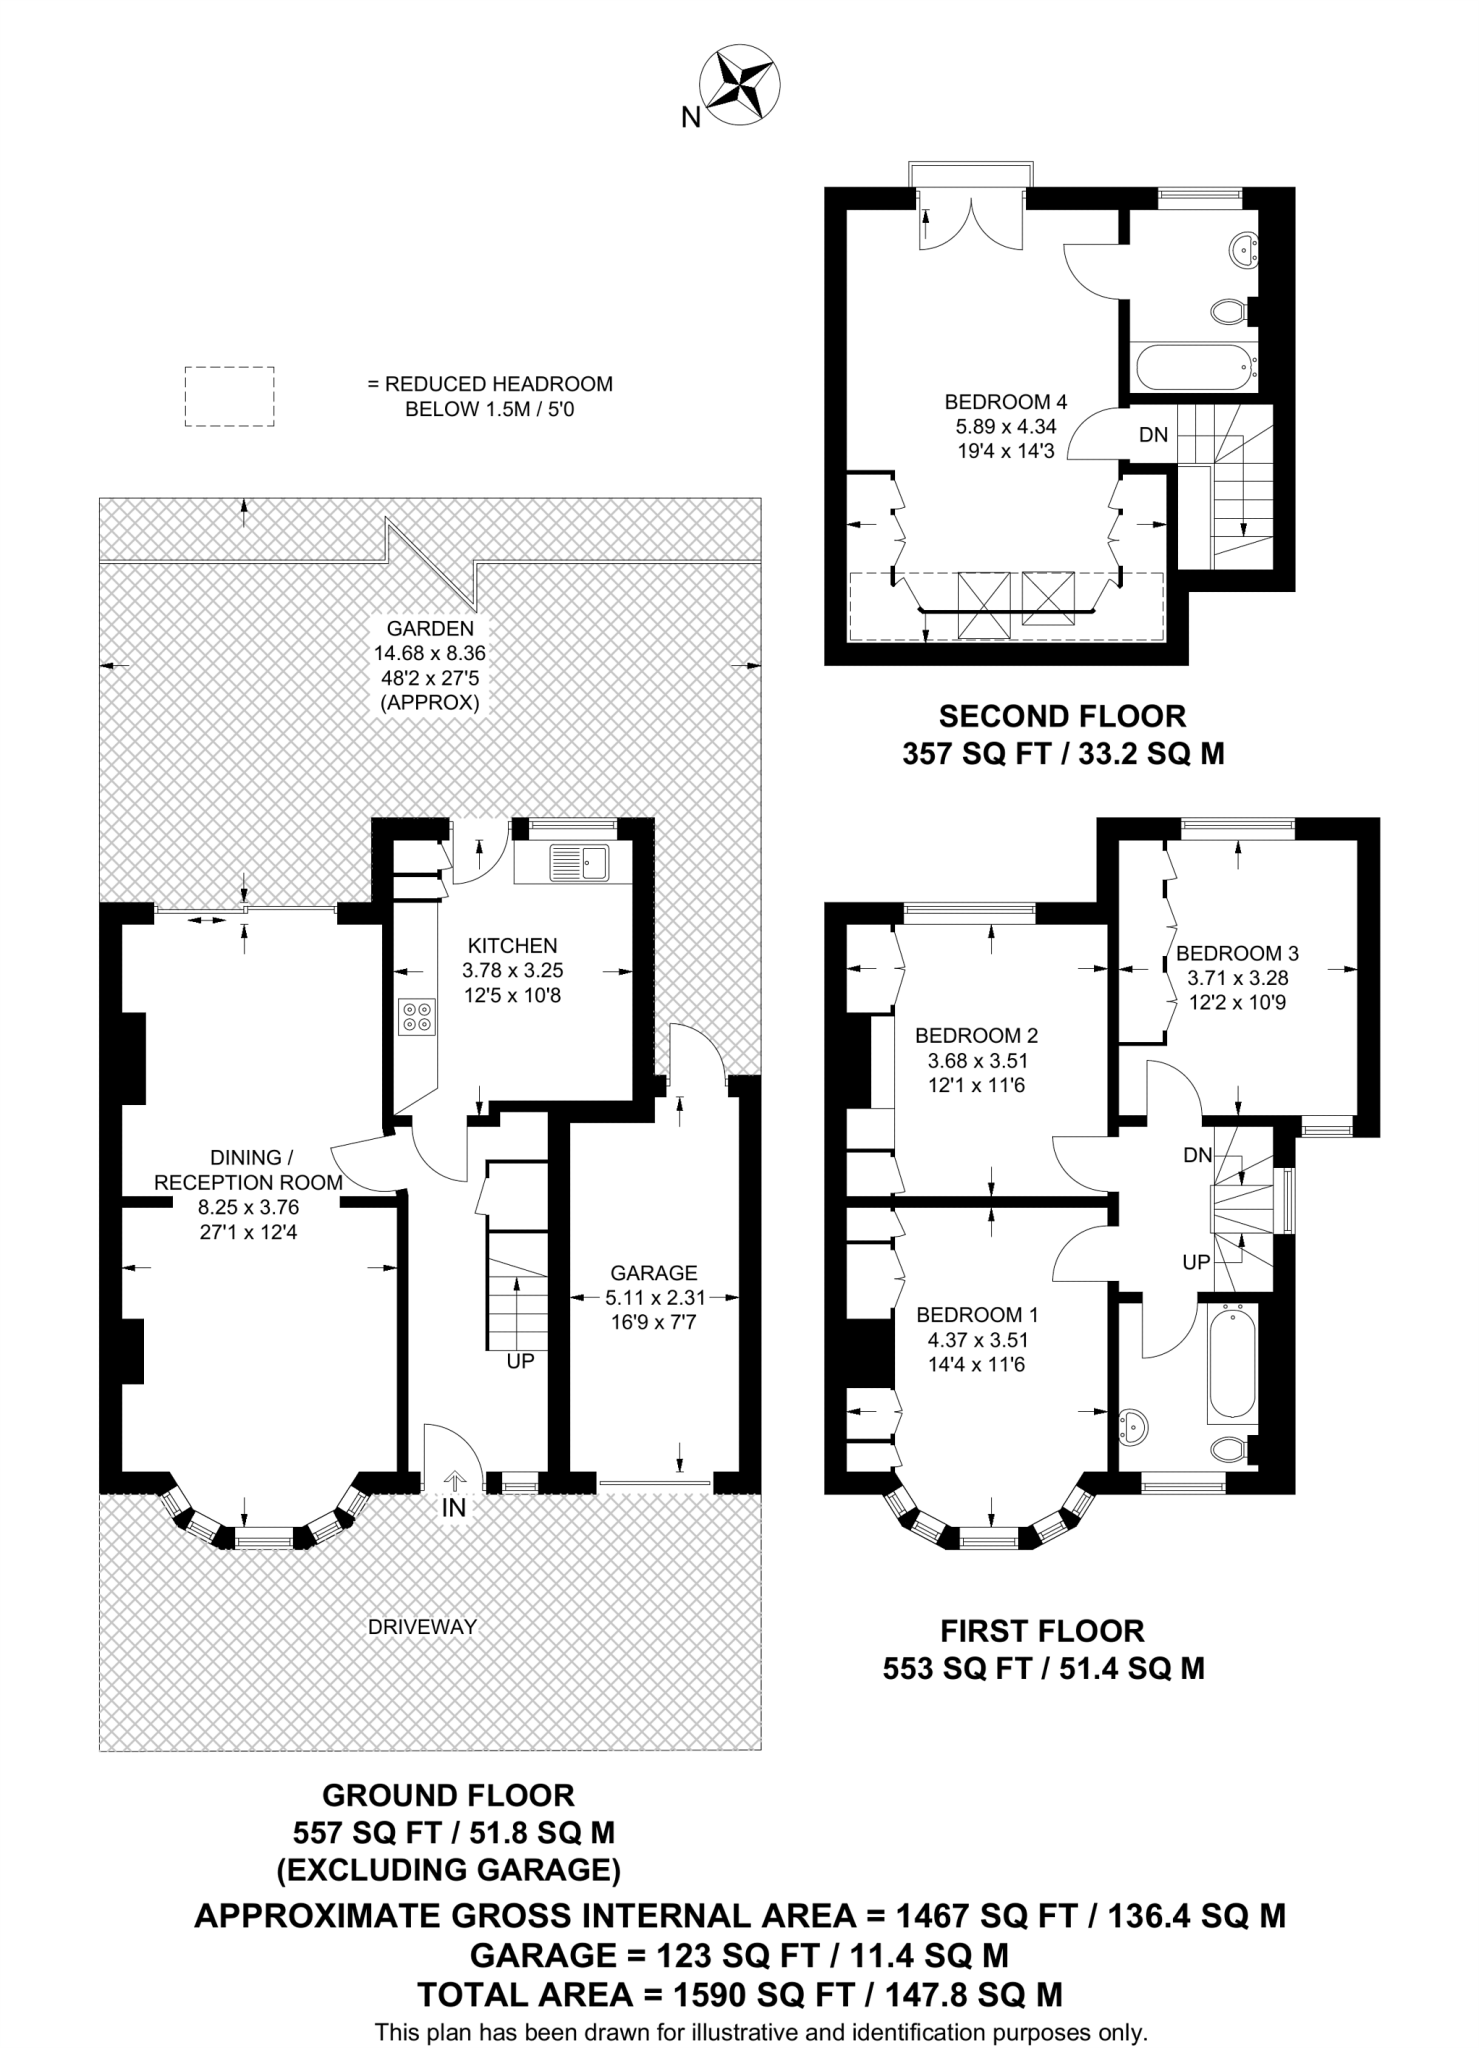 N
= REDUCED HEADROOM
BELOW 1.5M / 5'0
BEDROOM 4
5.89 x 4.34
19'4 x 14'3
DN
SECOND FLOOR
357 SQ FT / 33.2 SQ M
GARDEN
14.68 x 8.36
48'2 x 27'5
(APPROX)
KITCHEN
3.78 x 3.25
12'5 x 10'8
DINING /
RECEPTION ROOM
8.25 x 3.76
27'1 x 12'4
GARAGE
5.11 x 2.31
16'9 x 7'7
UP
IN
DRIVEWAY
GROUND FLOOR
557 SQ FT / 51.8 SQ M
(EXCLUDING GARAGE)
BEDROOM 3
3.71 x 3.28
12'2 x 10'9
BEDROOM 2
3.68 x 3.51
12'1 x 11'6
DN
UP
BEDROOM 1
4.37 x 3.51
14'4 x 11'6
FIRST FLOOR
553 SQ FT / 51.4 SQ M
APPROXIMATE GROSS INTERNAL AREA = 1467 SQ FT / 136.4 SQ M
GARAGE = 123 SQ FT / 11.4 SQ M
TOTAL AREA = 1590 SQ FT / 147.8 SQ M
This plan has been drawn for illustrative and identification purposes only.